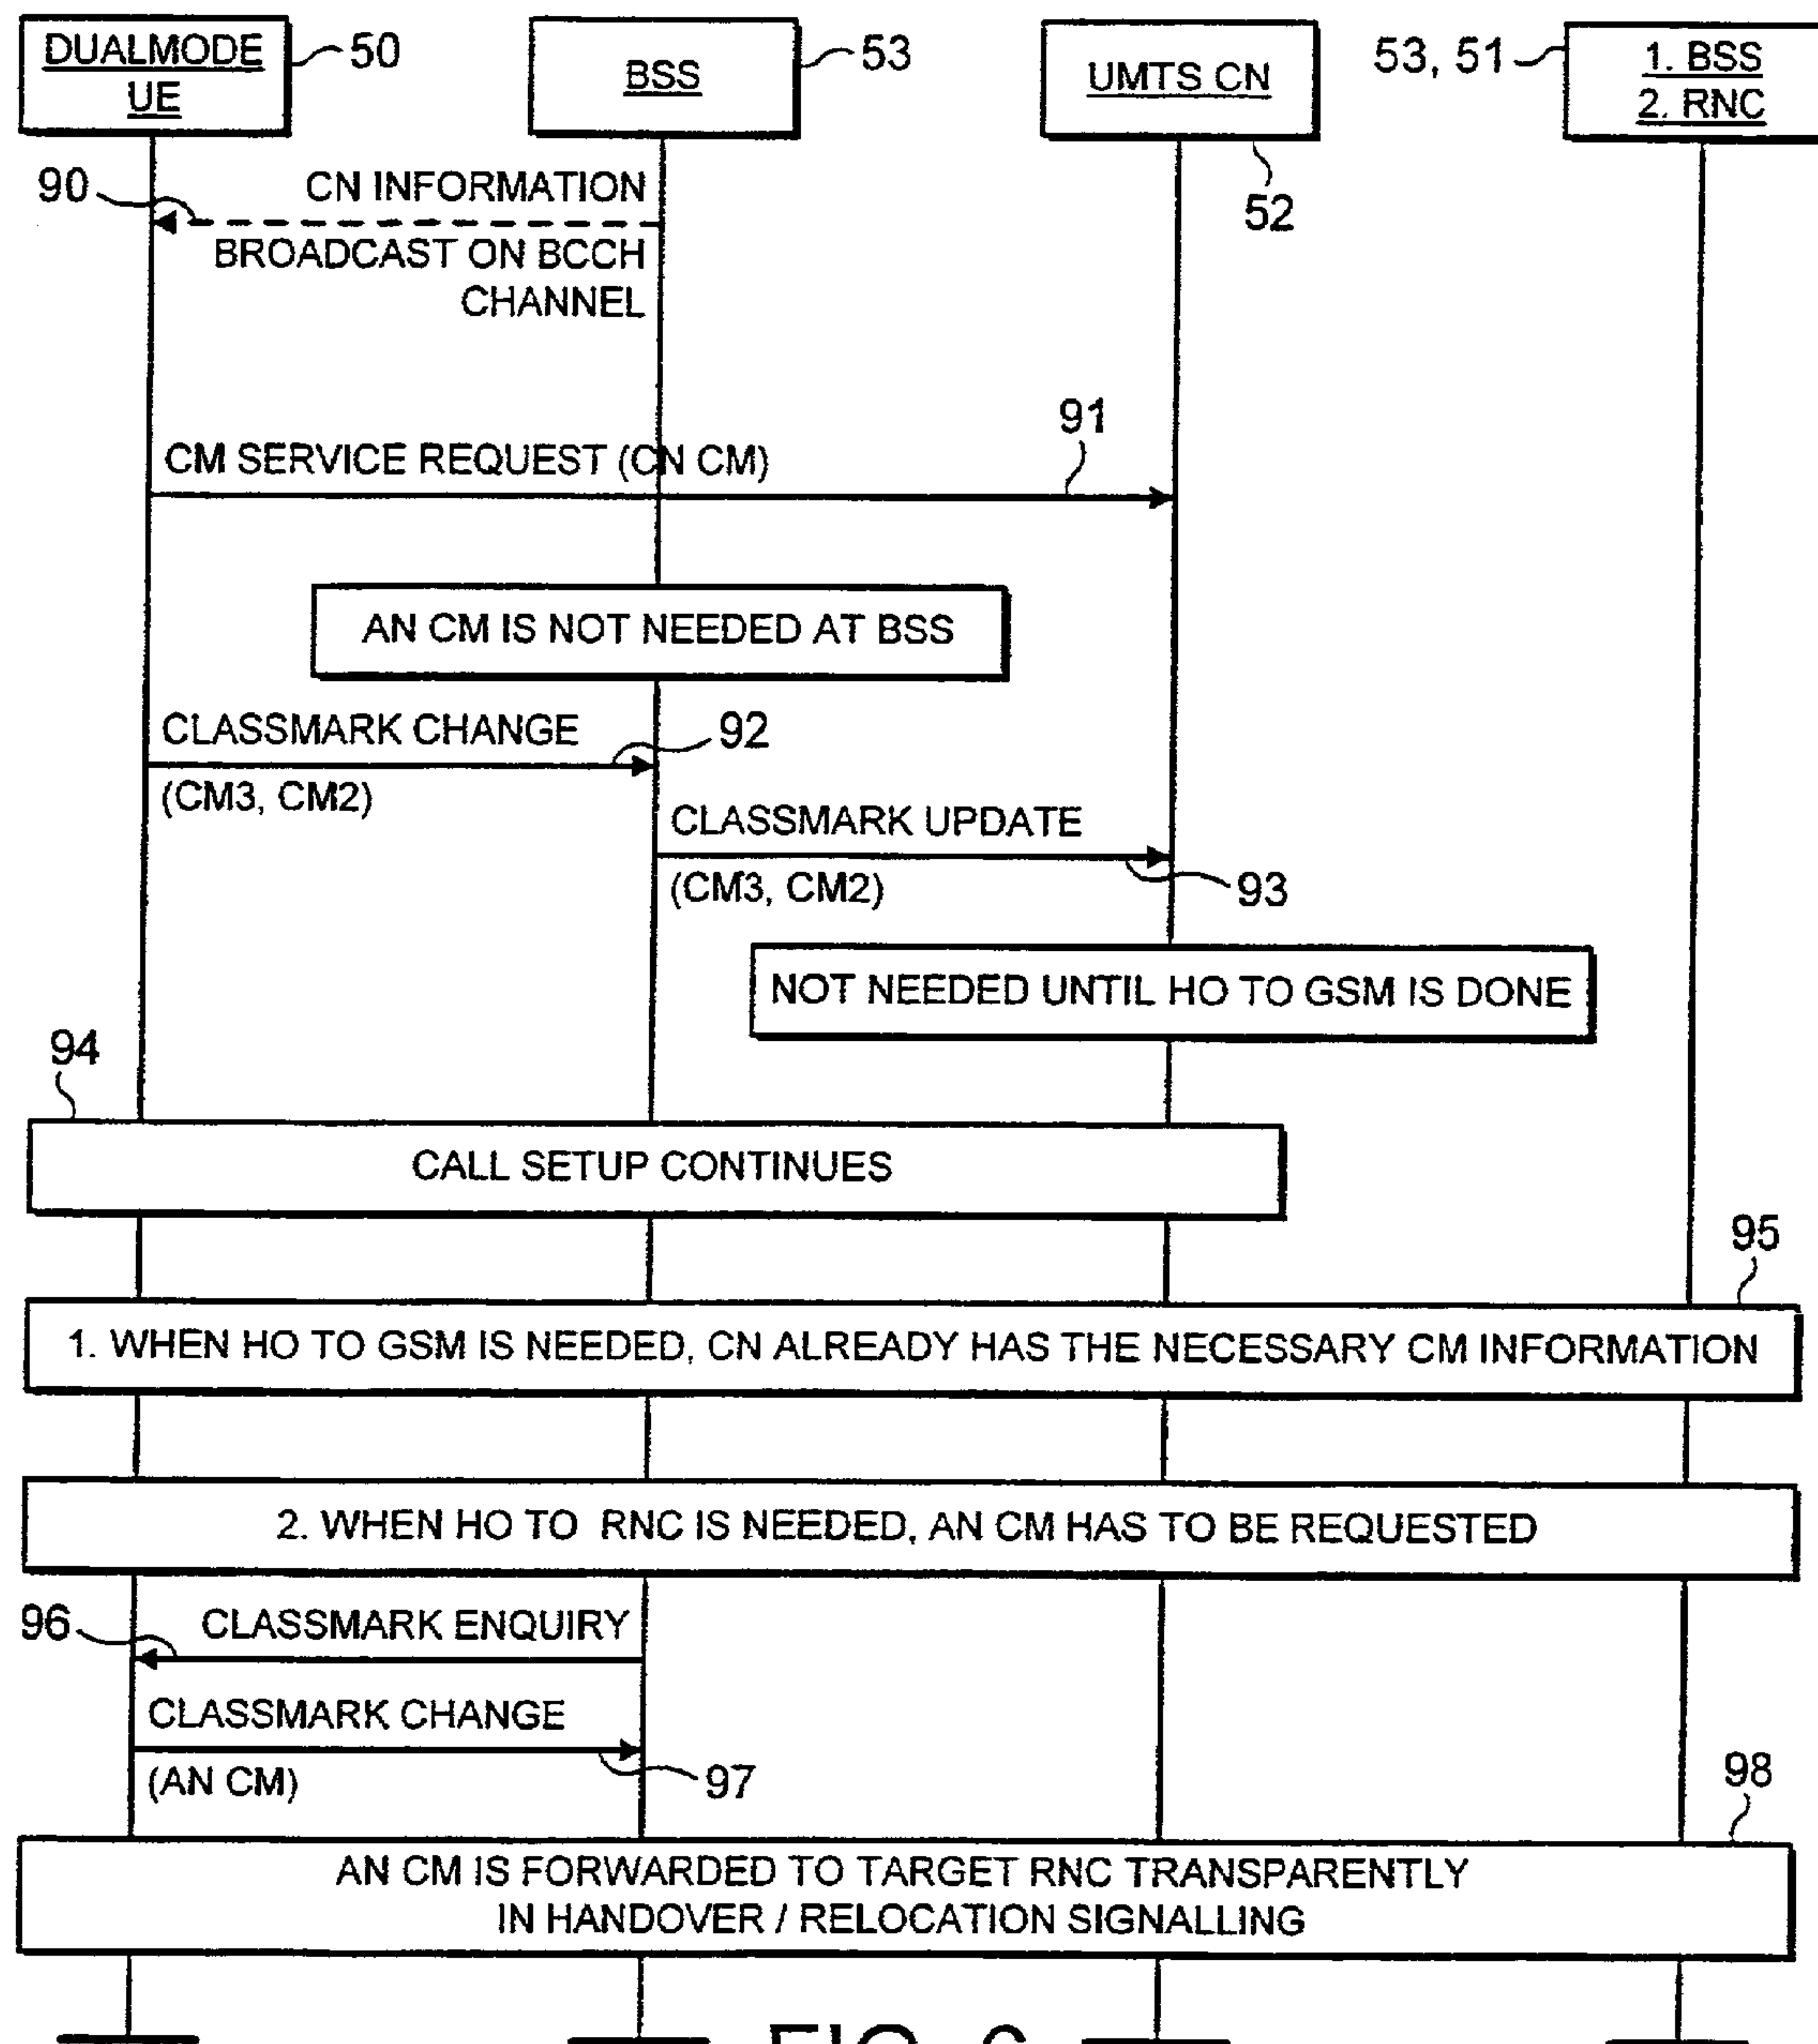 DUALMODE
UE
50
BSS
53
UMTS CN
52
53, 51
1. BSS
2. RNC
90
CN INFORMATION
BROADCAST ON BCCH
CHANNEL
91
CM SERVICE REQUEST (CN CM)
AN CM IS NOT NEEDED AT BSS
CLASSMARK CHANGE
92
(CM3, CM2)
CLASSMARK UPDATE
(CM3, CM2)
93
NOT NEEDED UNTIL HO TO GSM IS DONE
94
CALL SETUP CONTINUES
95
1. WHEN HO TO GSM IS NEEDED, CN ALREADY HAS THE NECESSARY CM INFORMATION
2. WHEN HO TO RNC IS NEEDED, AN CM HAS TO BE REQUESTED
96
CLASSMARK ENQUIRY
CLASSMARK CHANGE
(AN CM)
97
98
AN CM IS FORWARDED TO TARGET RNC TRANSPARENTLY
IN HANDOVER / RELOCATION SIGNALLING